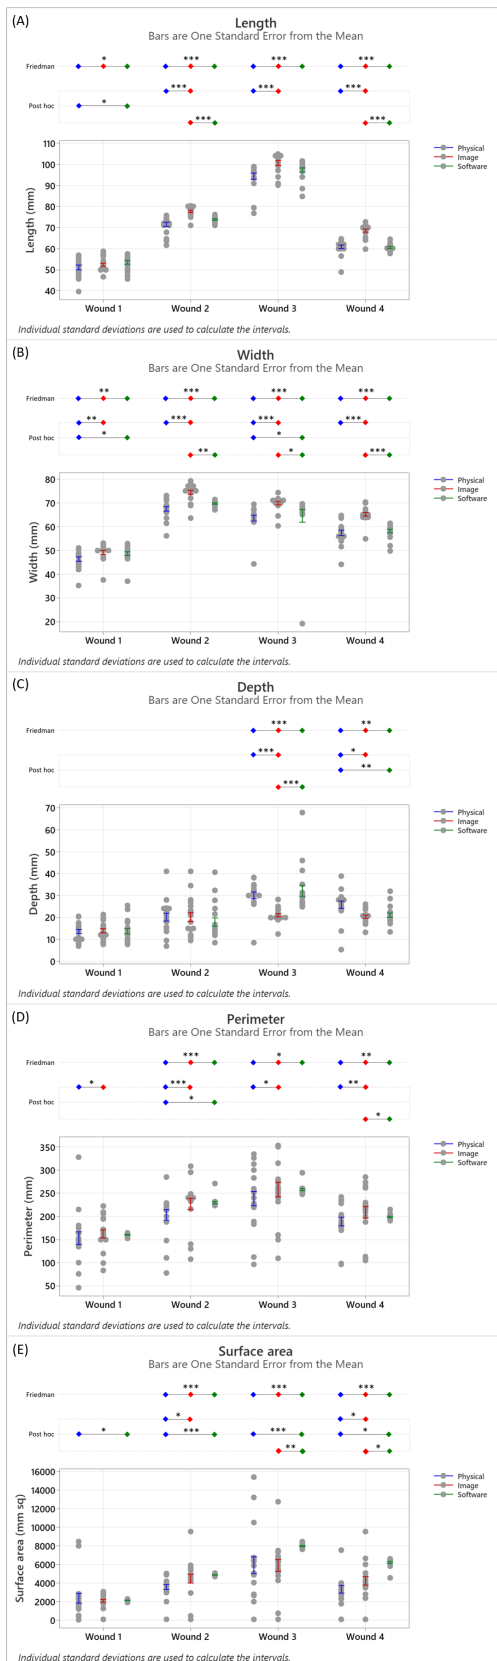 (A)
Length
Bars are One Standard Error from the Mean
Friedman
* *** *** ***
*** *** ***
Post hoc
*
*** ***
110
100
90
80
70
60
50
40
Length (mm)
Physical
Image
Software
Wound 1 Wound 2 Wound 3 Wound 4
Individual standard deviations are used to calculate the intervals.
(B)
Width
Bars are One Standard Error from the Mean
Friedman
** *** *** ***
** *** *** ***
Post hoc
* *
** * ***
80
70
60
50
40
30
20
Width (mm)
Physical
Image
Software
Wound 1 Wound 2 Wound 3 Wound 4
Individual standard deviations are used to calculate the intervals.
(C)
Depth
Bars are One Standard Error from the Mean
Friedman
*** **
*** *
Post hoc
**
***
70
60
50
40
30
20
10
0
Depth (mm)
Physical
Image
Software
Wound 1 Wound 2 Wound 3 Wound 4
Individual standard deviations are used to calculate the intervals.
(D)
Perimeter
Bars are One Standard Error from the Mean
Friedman
*** * **
* *** * **
Post hoc
*
*
350
300
250
200
150
100
50
Perimeter (mm)
Physical
Image
Software
Wound 1 Wound 2 Wound 3 Wound 4
Individual standard deviations are used to calculate the intervals.
(E)
Surface area
Bars are One Standard Error from the Mean
Friedman
*** *** ***
* *
Post hoc
* *** *** *
** *
16000
14000
12000
10000
8000
6000
4000
2000
0
Surface area (mm sq)
Physical
Image
Software
Wound 1 Wound 2 Wound 3 Wound 4
Individual standard deviations are used to calculate the intervals.